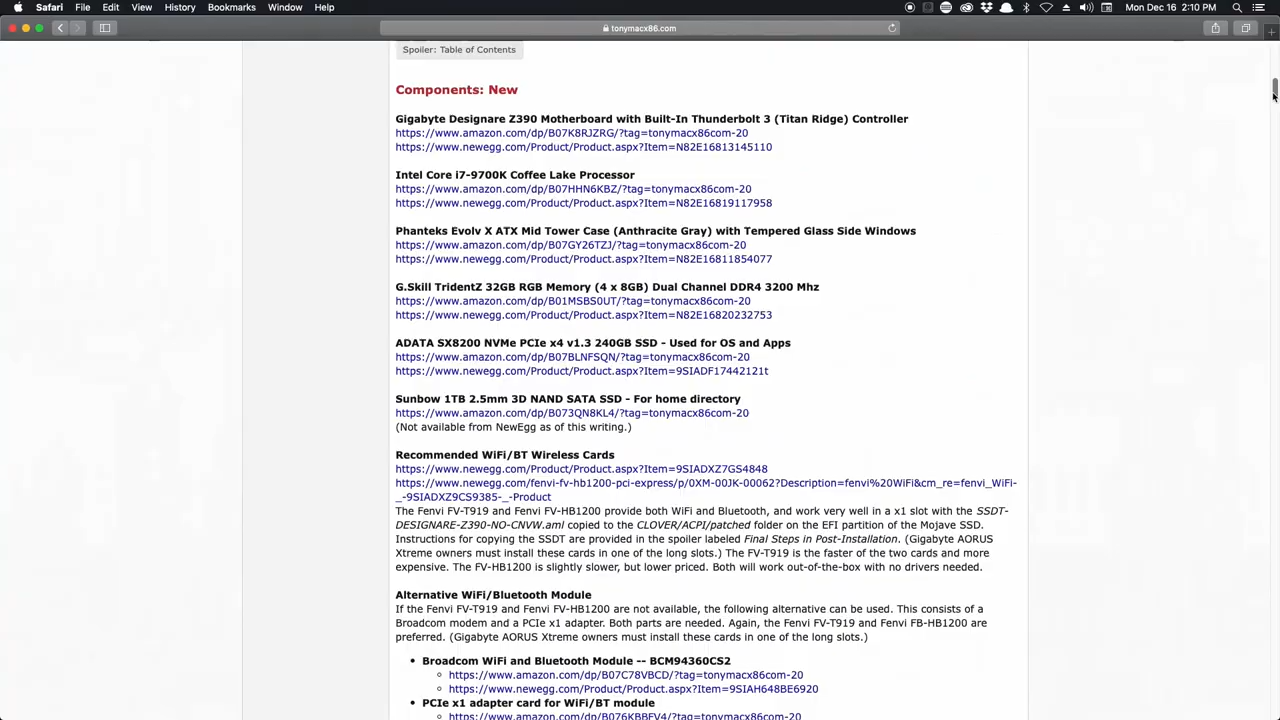 Safari File Edit View History Bookmarks Window Help
Mon Dec 16 2:10 PM
tonymacx86.com
Spoiler: Table of Contents
Components: New
Gigabyte Designare Z390 Motherboard with Built-In Thunderbolt 3 (Titan Ridge) Controller
https://www.amazon.com/dp/B07K8RJZRG/?tag=tonymacx86com-20
https://www.newegg.com/Product/Product.aspx?Item=N82E16813145110
Intel Core i7-9700K Coffee Lake Processor
https://www.amazon.com/dp/B07HHN6KBZ/?tag=tonymacx86com-20
https://www.newegg.com/Product/Product.aspx?Item=N82E16819117958
Phanteks Evolv X ATX Mid Tower Case (Anthracite Gray) with Tempered Glass Side Windows
https://www.amazon.com/dp/B07GY26TZJ/?tag=tonymacx86com-20
https://www.newegg.com/Product/Product.aspx?Item=N82E16811854077
G.Skill TridentZ 32GB RGB Memory (4 x 8GB) Dual Channel DDR4 3200 Mhz
https://www.amazon.com/dp/B01MSBS0UT/?tag=tonymacx86com-20
https://www.newegg.com/Product/Product.aspx?Item=N82E16820232753
ADATA SX8200 NVMe PCIe x4 v1.3 240GB SSD - Used for OS and Apps
https://www.amazon.com/dp/B07BLNFSQN/?tag=tonymacx86com-20
https://www.newegg.com/Product/Product.aspx?Item=9SIADF17442121t
Sunbow 1TB 2.5mm 3D NAND SATA SSD - For home directory
https://www.amazon.com/dp/B073QN8KL4/?tag=tonymacx86com-20
(Not available from NewEgg as of this writing.)
Recommended WiFi/BT Wireless Cards
https://www.newegg.com/Product/Product.aspx?Item=9SIADXZ7GS4848
https://www.newegg.com/fenvi-fv-hb1200-pci-express/p/0XM-00JK-00062?Description=fenvi%20WiFi&cm_re=fenvi_WiFi-
_-9SIADXZ9CS9385-_-Product
The Fenvi FV-T919 and Fenvi FV-HB1200 provide both WiFi and Bluetooth, and work very well in a x1 slot with the SSDT-
DESIGNARE-Z390-NO-CNVW.aml copied to the CLOVER/ACPI/patched folder on the EFI partition of the Mojave SSD.
Instructions for copying the SSDT are provided in the spoiler labeled Final Steps in Post-Installation. (Gigabyte AORUS
Xtreme owners must install these cards in one of the long slots.) The FV-T919 is the faster of the two cards and more
expensive. The FV-HB1200 is slightly slower, but lower priced. Both will work out-of-the-box with no drivers needed.
Alternative WiFi/Bluetooth Module
If the Fenvi FV-T919 and Fenvi FV-HB1200 are not available, the following alternative can be used. This consists of a
Broadcom modem and a PCIe x1 adapter. Both parts are needed. Again, the Fenvi FV-T919 and Fenvi FB-HB1200 are
preferred. (Gigabyte AORUS Xtreme owners must install these cards in one of the long slots.)
• Broadcom WiFi and Bluetooth Module -- BCM94360CS2
https://www.amazon.com/dp/B07C78VBCD/?tag=tonymacx86com-20
https://www.newegg.com/Product/Product.aspx?Item=9SIAH648BE6920
• PCIe x1 adapter card for WiFi/BT module
https://www.amazon.com/dp/B076KBBFV4/?tag=tonymacx86com-20